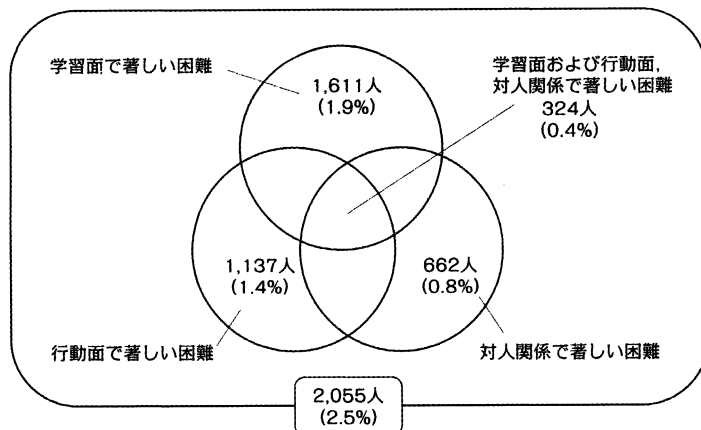 学習面で著しい困難
1,611人
(1.9%)
学習面および行動面,
対人関係で著しい困難
324人
(0.4%)
1,137人
(1.4%)
662人
(0.8%)
行動面で著しい困難
対人関係で著しい困難
2,055人
(2.5%)